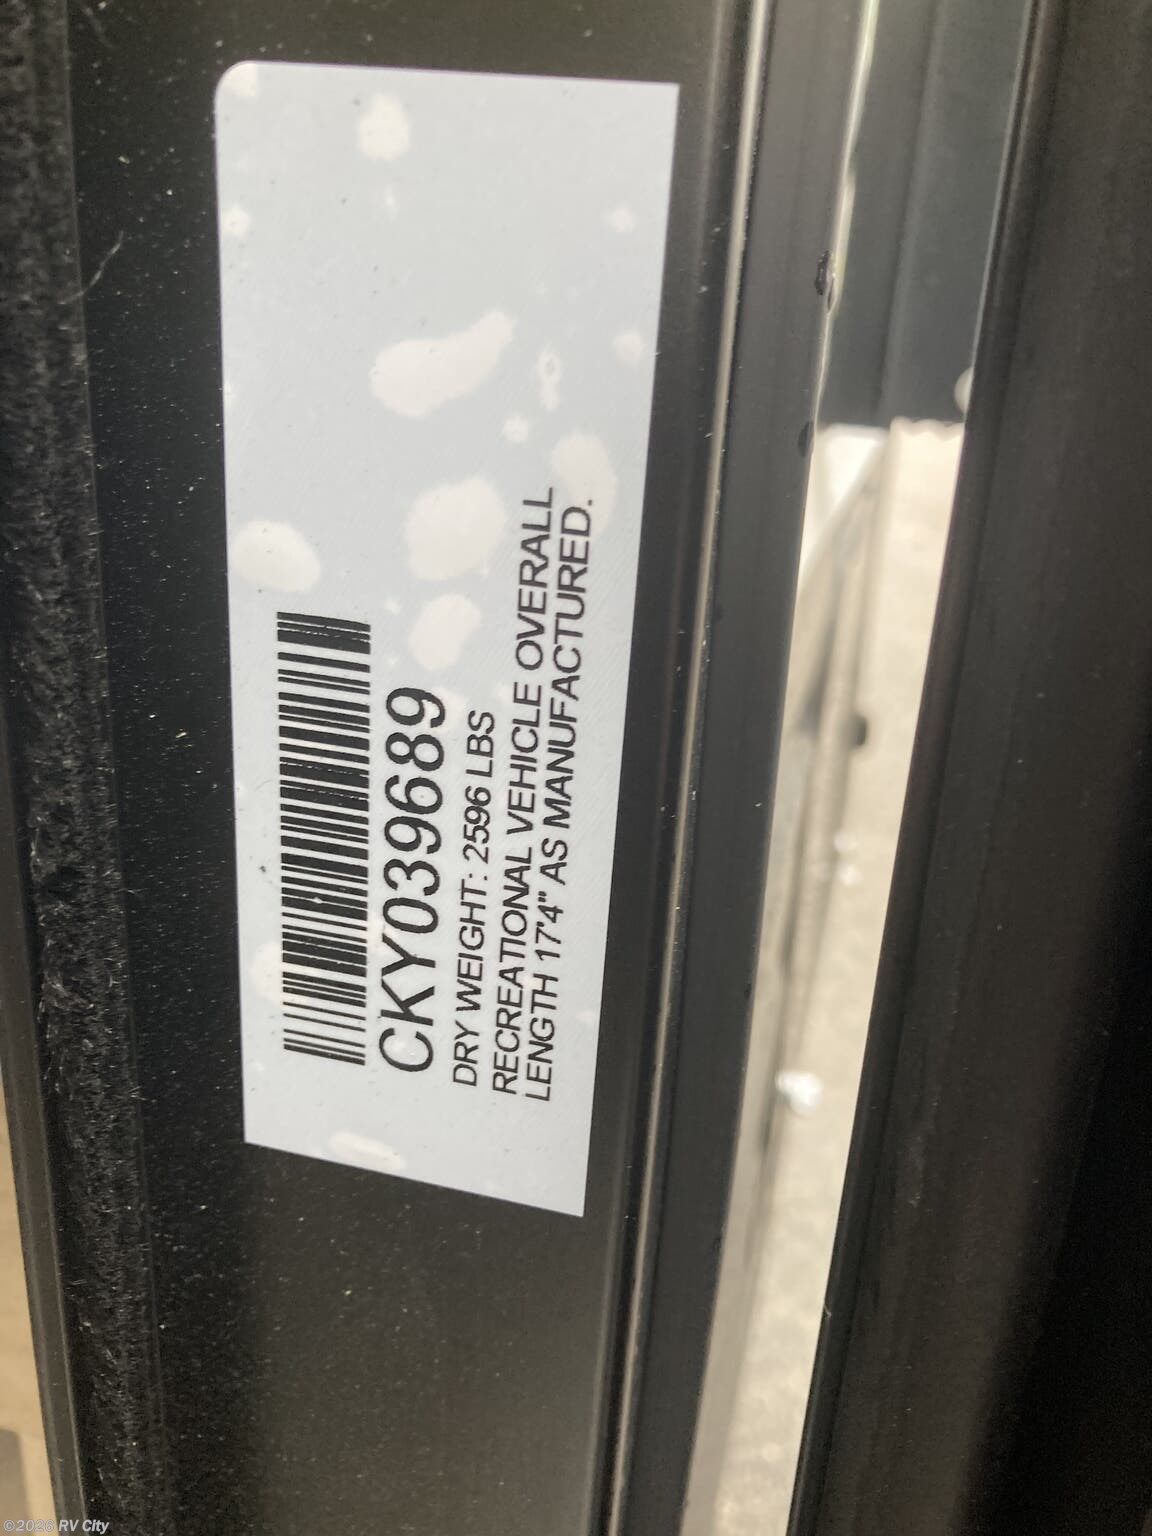 CKY039689
DRY WEIGHT: 2596 LBS
RECREATIONAL VEHICLE OVERALL
LENGTH 17'4" AS MANUFACTURED.
RV City